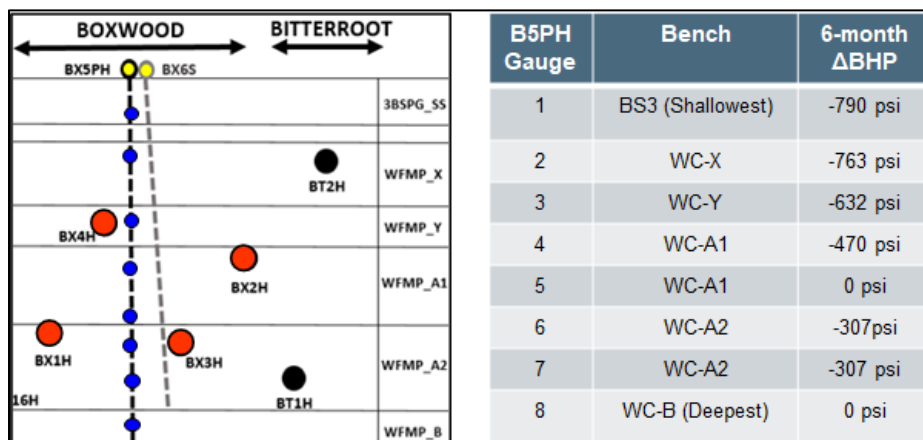 BOXWOOD BITTERROOT
BX5PH BX6S
3BSPG_SS
WFMP_X
BT2H
WFMP_Y
BX4H
BX2H
WFMP_A1
BX1H
BX3H
WFMP_A2
BT1H
16H
WFMP_B
B5PH Gauge Bench 6-month ΔBHP
1 BS3 (Shallowest) -790 psi
2 WC-X -763 psi
3 WC-Y -632 psi
4 WC-A1 -470 psi
5 WC-A1 0 psi
6 WC-A2 -307psi
7 WC-A2 -307 psi
8 WC-B (Deepest) 0 psi